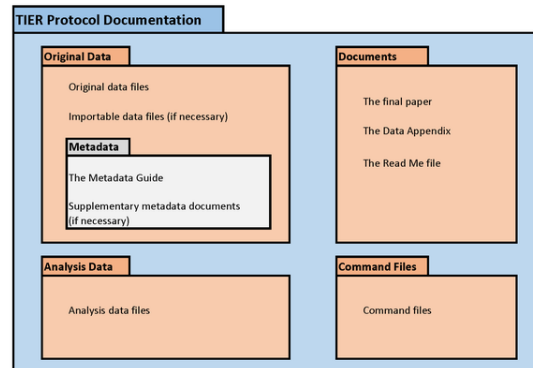 TIER Protocol Documentation
Original Data
Original data files
Importable data files (if necessary)
Metadata
The Metadata Guide
Supplementary metadata documents
(if necessary)
Documents
The final paper
The Data Appendix
The Read Me file
Analysis Data
Analysis data files
Command Files
Command files